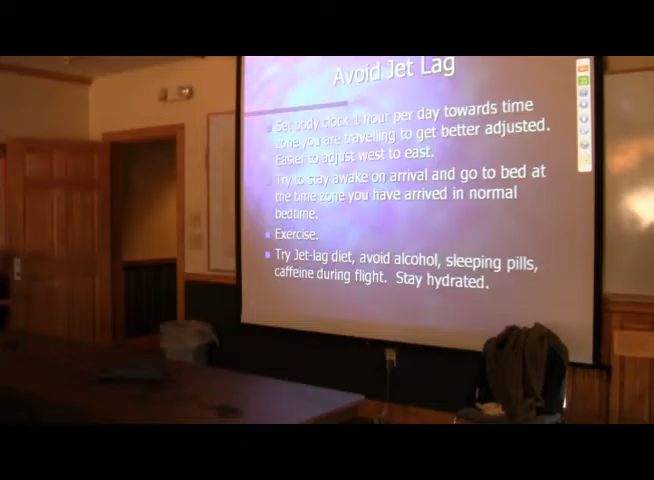 Avoid Jet Lag
Set body clock 1 hour per day towards time
zone you are travelling to get better adjusted.
Easier to adjust west to east.
Try to stay awake on arrival and go to bed at
the time zone you have arrived in normal
bedtime.
Exercise.
Try Jet-lag diet, avoid alcohol, sleeping pills,
caffeine during flight. Stay hydrated.